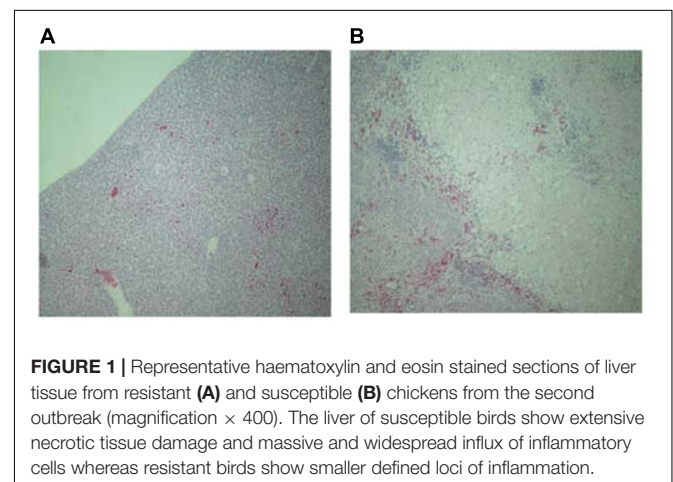 A B
FIGURE 1 | Representative haematoxylin and eosin stained sections of liver
tissue from resistant (A) and susceptible (B) chickens from the second
outbreak (magnification × 400). The liver of susceptible birds show extensive
necrotic tissue damage and massive and widespread influx of inflammatory
cells whereas resistant birds show smaller defined loci of inflammation.